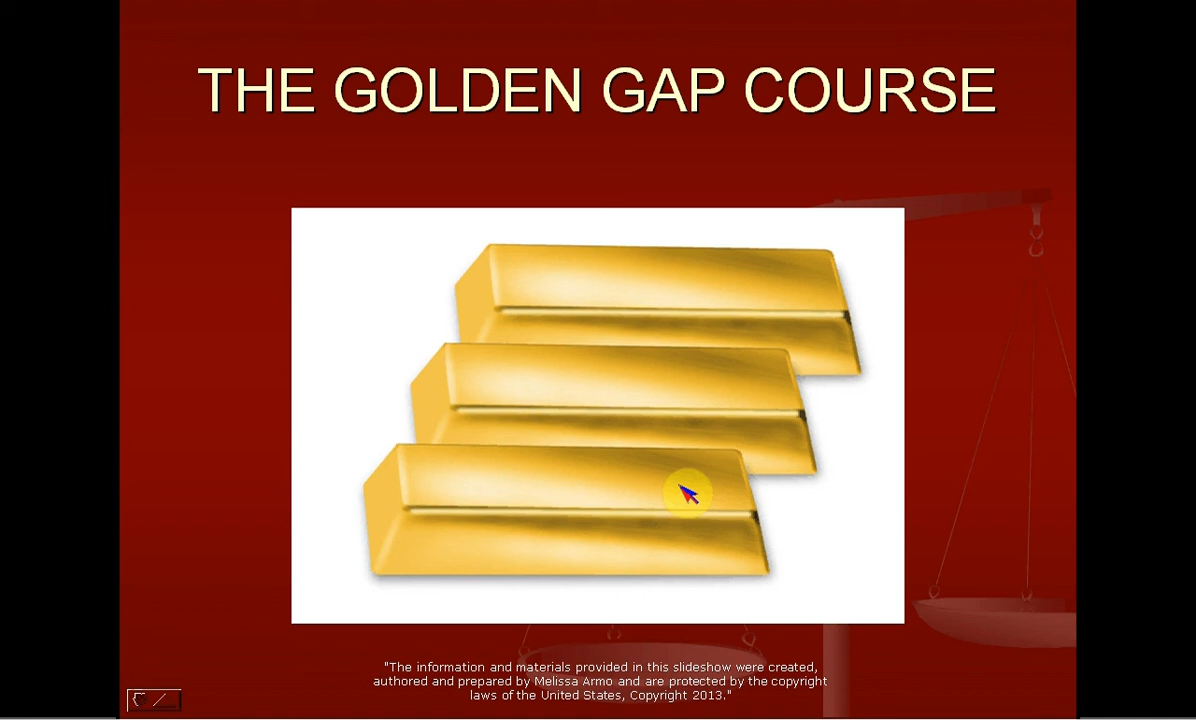 THE GOLDEN GAP COURSE
"The information and materials provided in this slideshow were created,
authored and prepared by Melissa Armo and are protected by the copyright
laws of the United States, Copyright 2013."